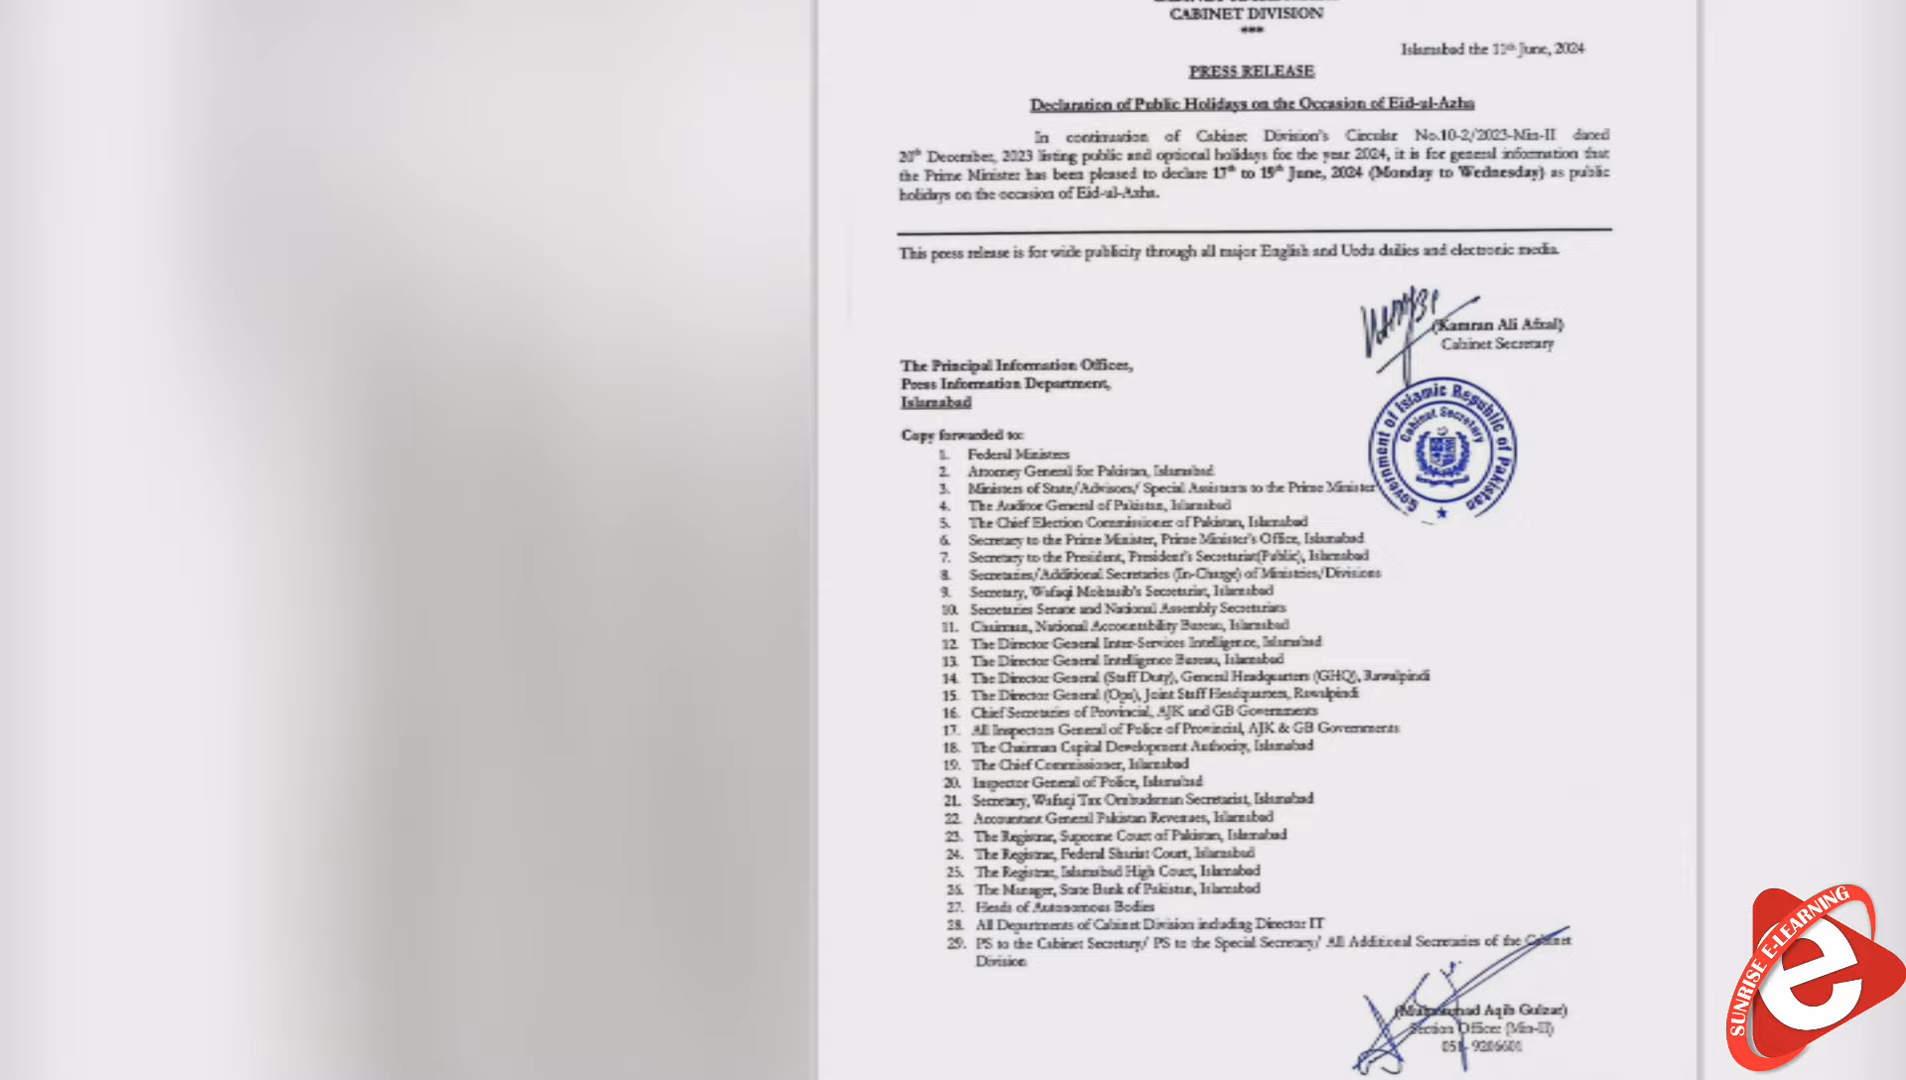 CABINET DIVISION
***
Islamabad the 11th June, 2024
PRESS RELEASE
Declaration of Public Holidays on the Occasion of Eid-ul-Azha
In continuation of Cabinet Division's Circular No.10-2/2023-Min-II dated
20th December, 2023 listing public and optional holidays for the year 2024, it is for general information that
the Prime Minister has been pleased to declare 17th to 19th June, 2024 (Monday to Wednesday) as public
holidays on the occasion of Eid-ul-Azha.
This press release is for wide publicity through all major English and Urdu dailies and electronic media.
(Kamran Ali Afzal)
Cabinet Secretary
Government of Islamic Republic of Pakistan
Cabinet Secretary
The Principal Information Officer,
Press Information Department,
Islamabad
Copy forwarded to:
1. Federal Ministers
2. Attorney General for Pakistan, Islamabad
3. Ministers of State/Advisors/ Special Assistants to the Prime Minister
4. The Auditor General of Pakistan, Islamabad
5. The Chief Election Commissioner of Pakistan, Islamabad
6. Secretary to the Prime Minister, Prime Minister's Office, Islamabad
7. Secretary to the President, President's Secretariat(Public), Islamabad
8. Secretaries/Additional Secretaries (In-Charge) of Ministries/Divisions
9. Secretary, Wafaqi Mohtasib's Secretariat, Islamabad
10. Secretaries Senate and National Assembly Secretariats
11. Chairman, National Accountability Bureau, Islamabad
12. The Director General Inter-Services Intelligence, Islamabad
13. The Director General Intelligence Bureau, Islamabad
14. The Director General (Staff Duty), General Headquarters (GHQ), Rawalpindi
15. The Director General (Ops), Joint Staff Headquarters, Rawalpindi
16. Chief Secretaries of Provincial, AJK and GB Governments
17. All Inspectors General of Police of Provincial, AJK & GB Governments
18. The Chairman Capital Development Authority, Islamabad
19. The Chief Commissioner, Islamabad
20. Inspector General of Police, Islamabad
21. Secretary, Wafaqi Tax Ombudsman Secretariat, Islamabad
22. Accountant General Pakistan Revenues, Islamabad
23. The Registrar, Supreme Court of Pakistan, Islamabad
24. The Registrar, Federal Shariat Court, Islamabad
25. The Registrar, Islamabad High Court, Islamabad
26. The Manager, State Bank of Pakistan, Islamabad
27. Heads of Autonomous Bodies
28. All Departments of Cabinet Division including Director IT
29. PS to the Cabinet Secretary/ PS to the Special Secretary/ All Additional Secretaries of the Cabinet
Division
(Muhammad Aqib Gulzar)
Section Officer (Min-II)
051- 9206601
SUNRISE E-LEARNING